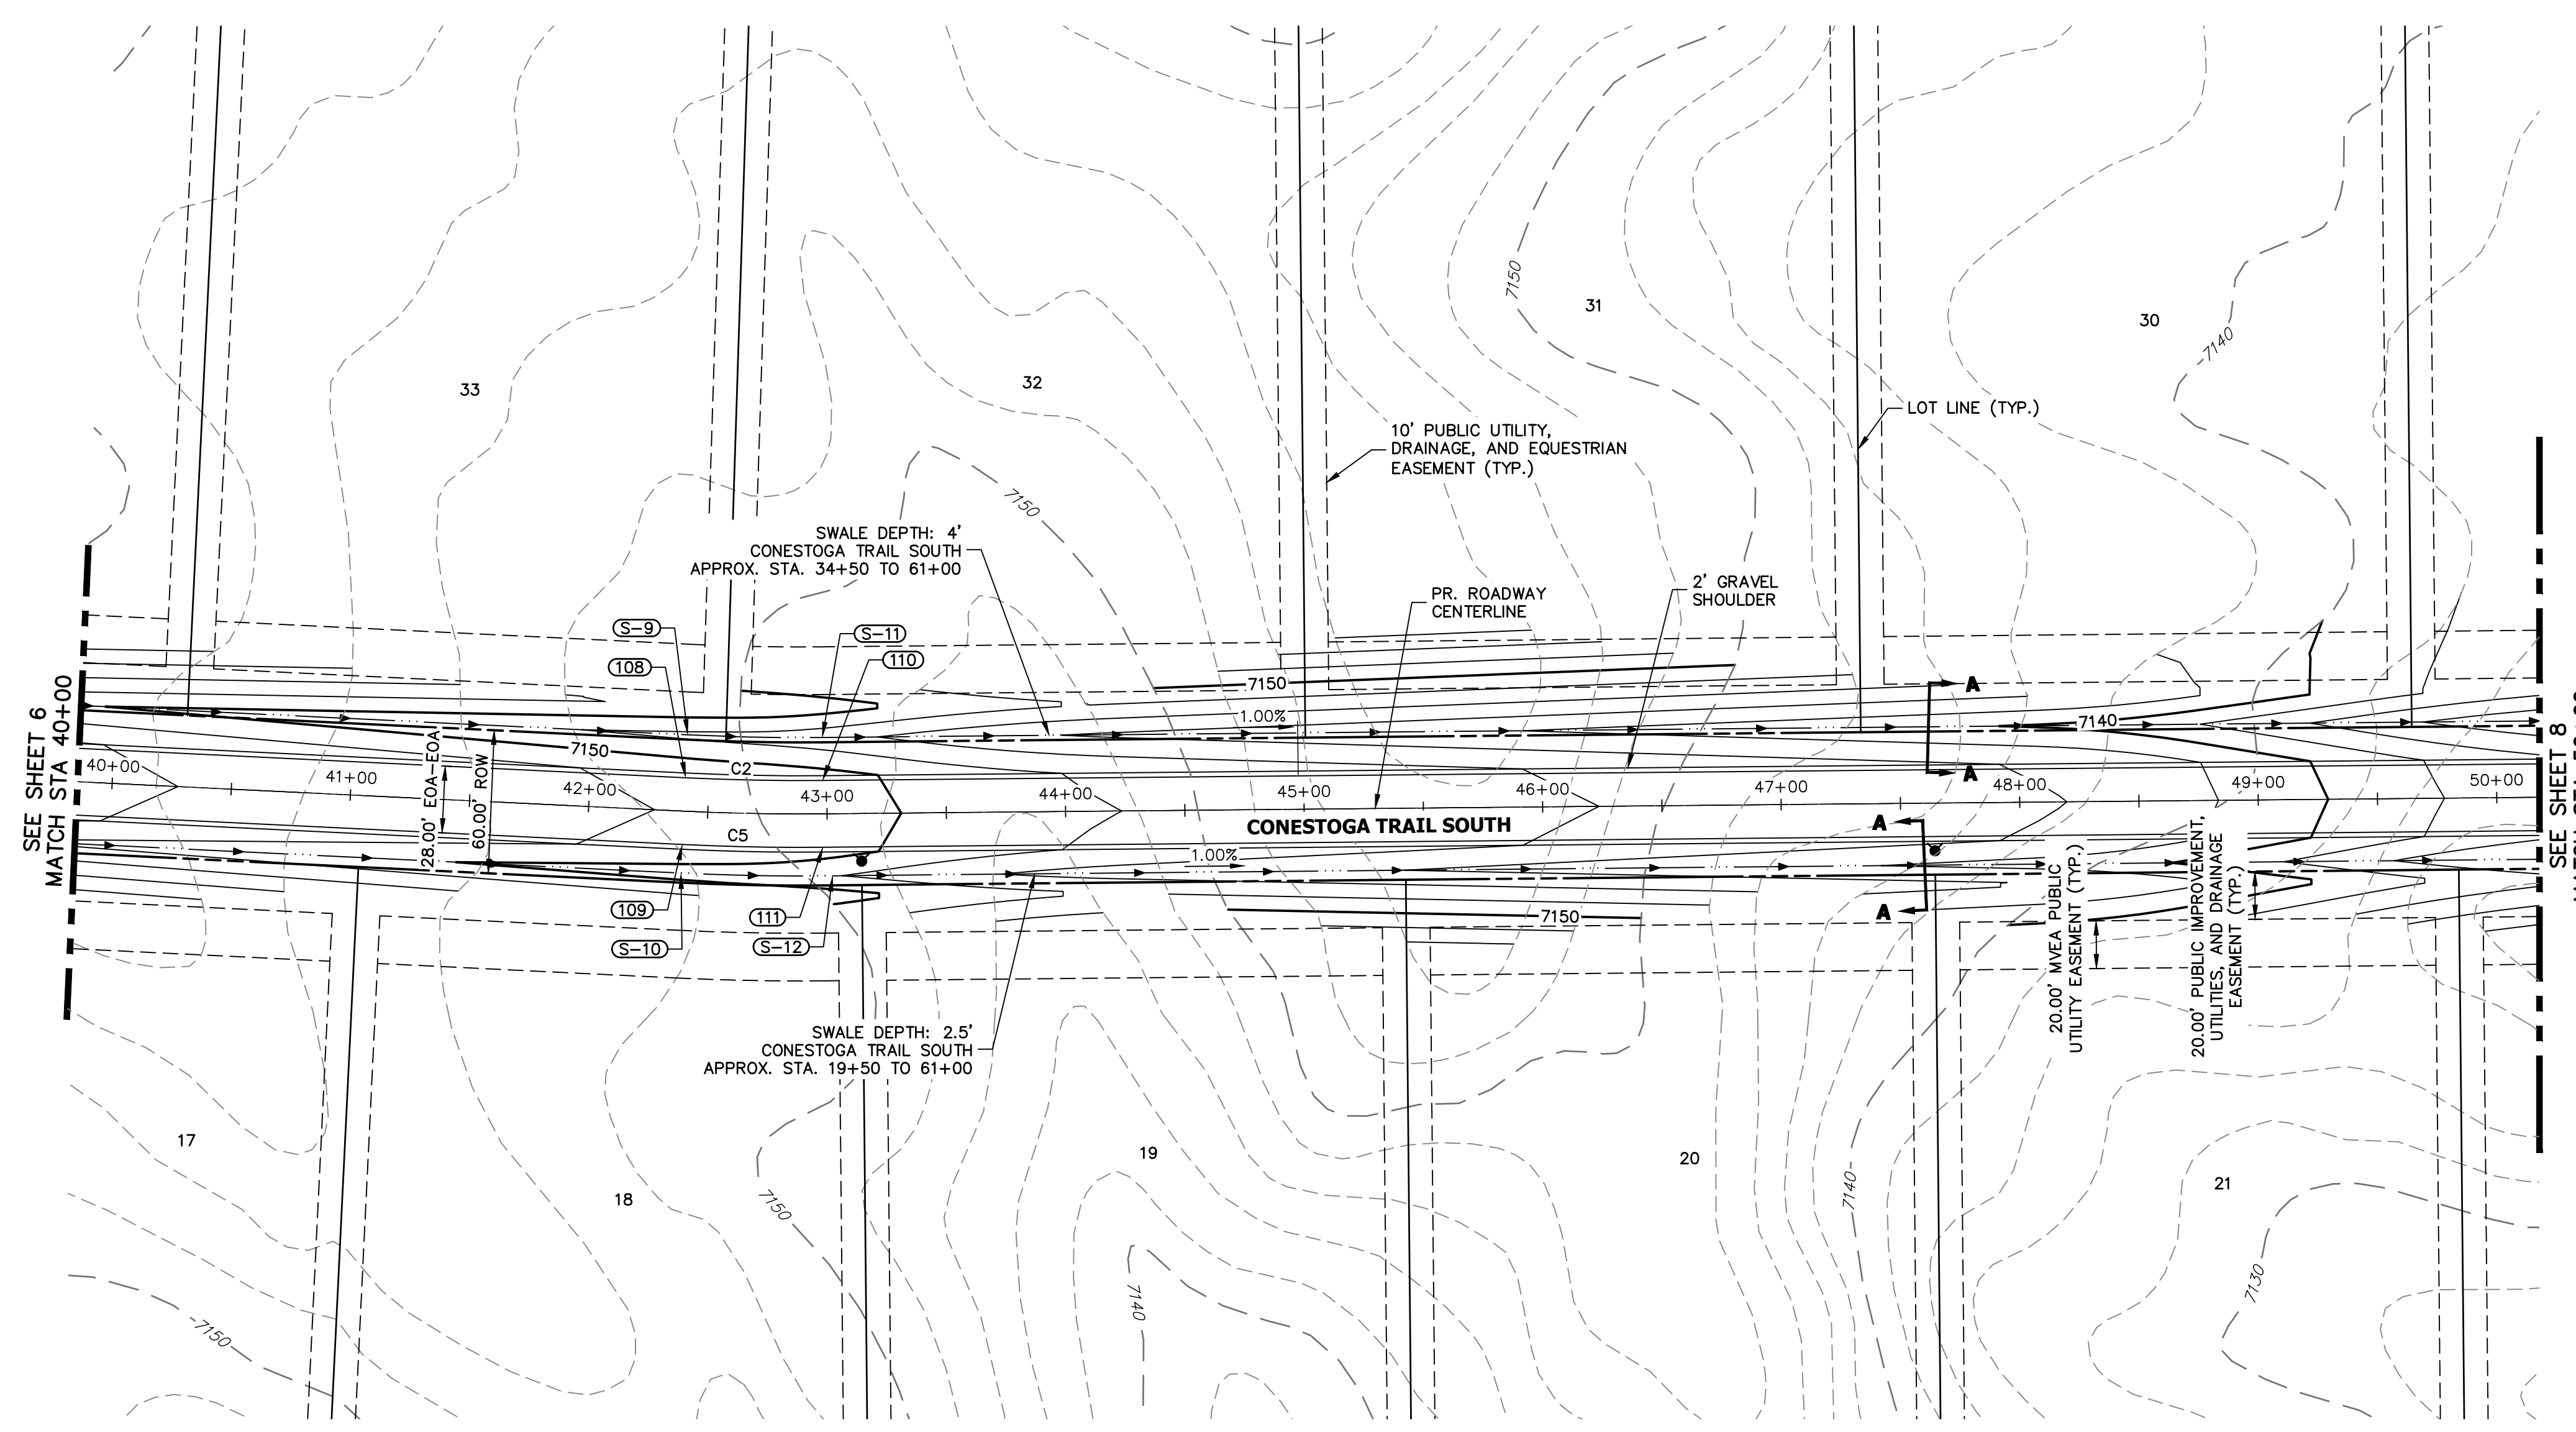 7150
31
30
7140
33
32
LOT LINE (TYP.)
10' PUBLIC UTILITY,
DRAINAGE, AND EQUESTRIAN
EASEMENT (TYP.)
7150
SWALE DEPTH: 4'
CONESTOGA TRAIL SOUTH
APPROX. STA. 34+50 TO 61+00
2' GRAVEL
SHOULDER
PR. ROADWAY
CENTERLINE
S-9
S-11
108
110
7150
A
SEE SHEET 6
MATCH STA 40+00
1.00%
7140
7150
28.00' EOA-EOA
60.00' ROW
C2
A
40+00
41+00
42+00
43+00
44+00
45+00
46+00
47+00
48+00
49+00
50+00
SEE SHEET 8
CONESTOGA TRAIL SOUTH
A
C5
1.00%
109
111
7150
A
S-10
S-12
20.00' MVEA PUBLIC
UTILITY EASEMENT (TYP.)
20.00' PUBLIC IMPROVEMENT,
UTILITIES, AND DRAINAGE
EASEMENT (TYP.)
SWALE DEPTH: 2.5'
CONESTOGA TRAIL SOUTH
APPROX. STA. 19+50 TO 61+00
17
19
20
21
18
7150
7140
7130
7140
7150